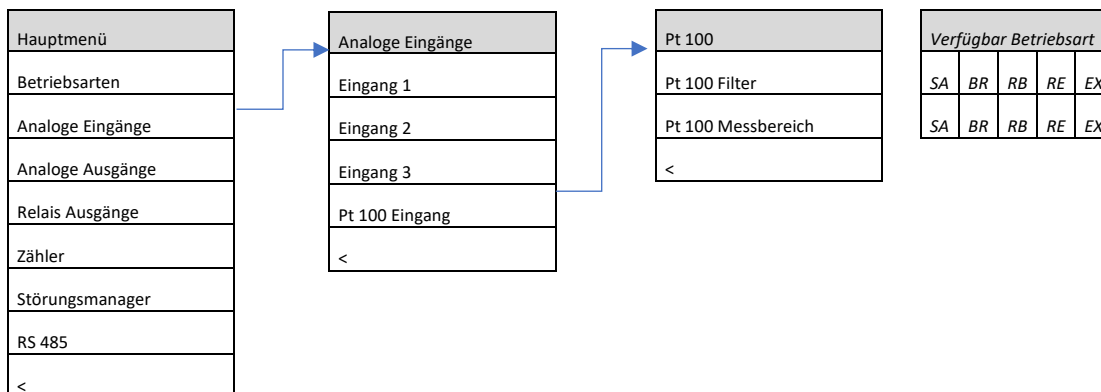 Hauptmenü
Betriebsarten
Analoge Eingänge
Analoge Ausgänge
Relais Ausgänge
Zähler
Störungsmanager
RS 485
<
Analoge Eingänge
Eingang 1
Eingang 2
Eingang 3
Pt 100 Eingang
<
Pt 100
Pt 100 Filter
Pt 100 Messbereich
<
Verfügbar Betriebsart
SA BR RB RE EX
SA BR RB RE EX